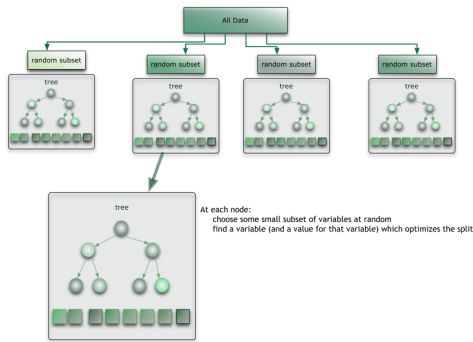 All Data
random subset
random subset
random subset
random subset
tree
tree
tree
tree
tree
At each node:
choose some small subset of variables at random
find a variable (and a value for that variable) which optimizes the split